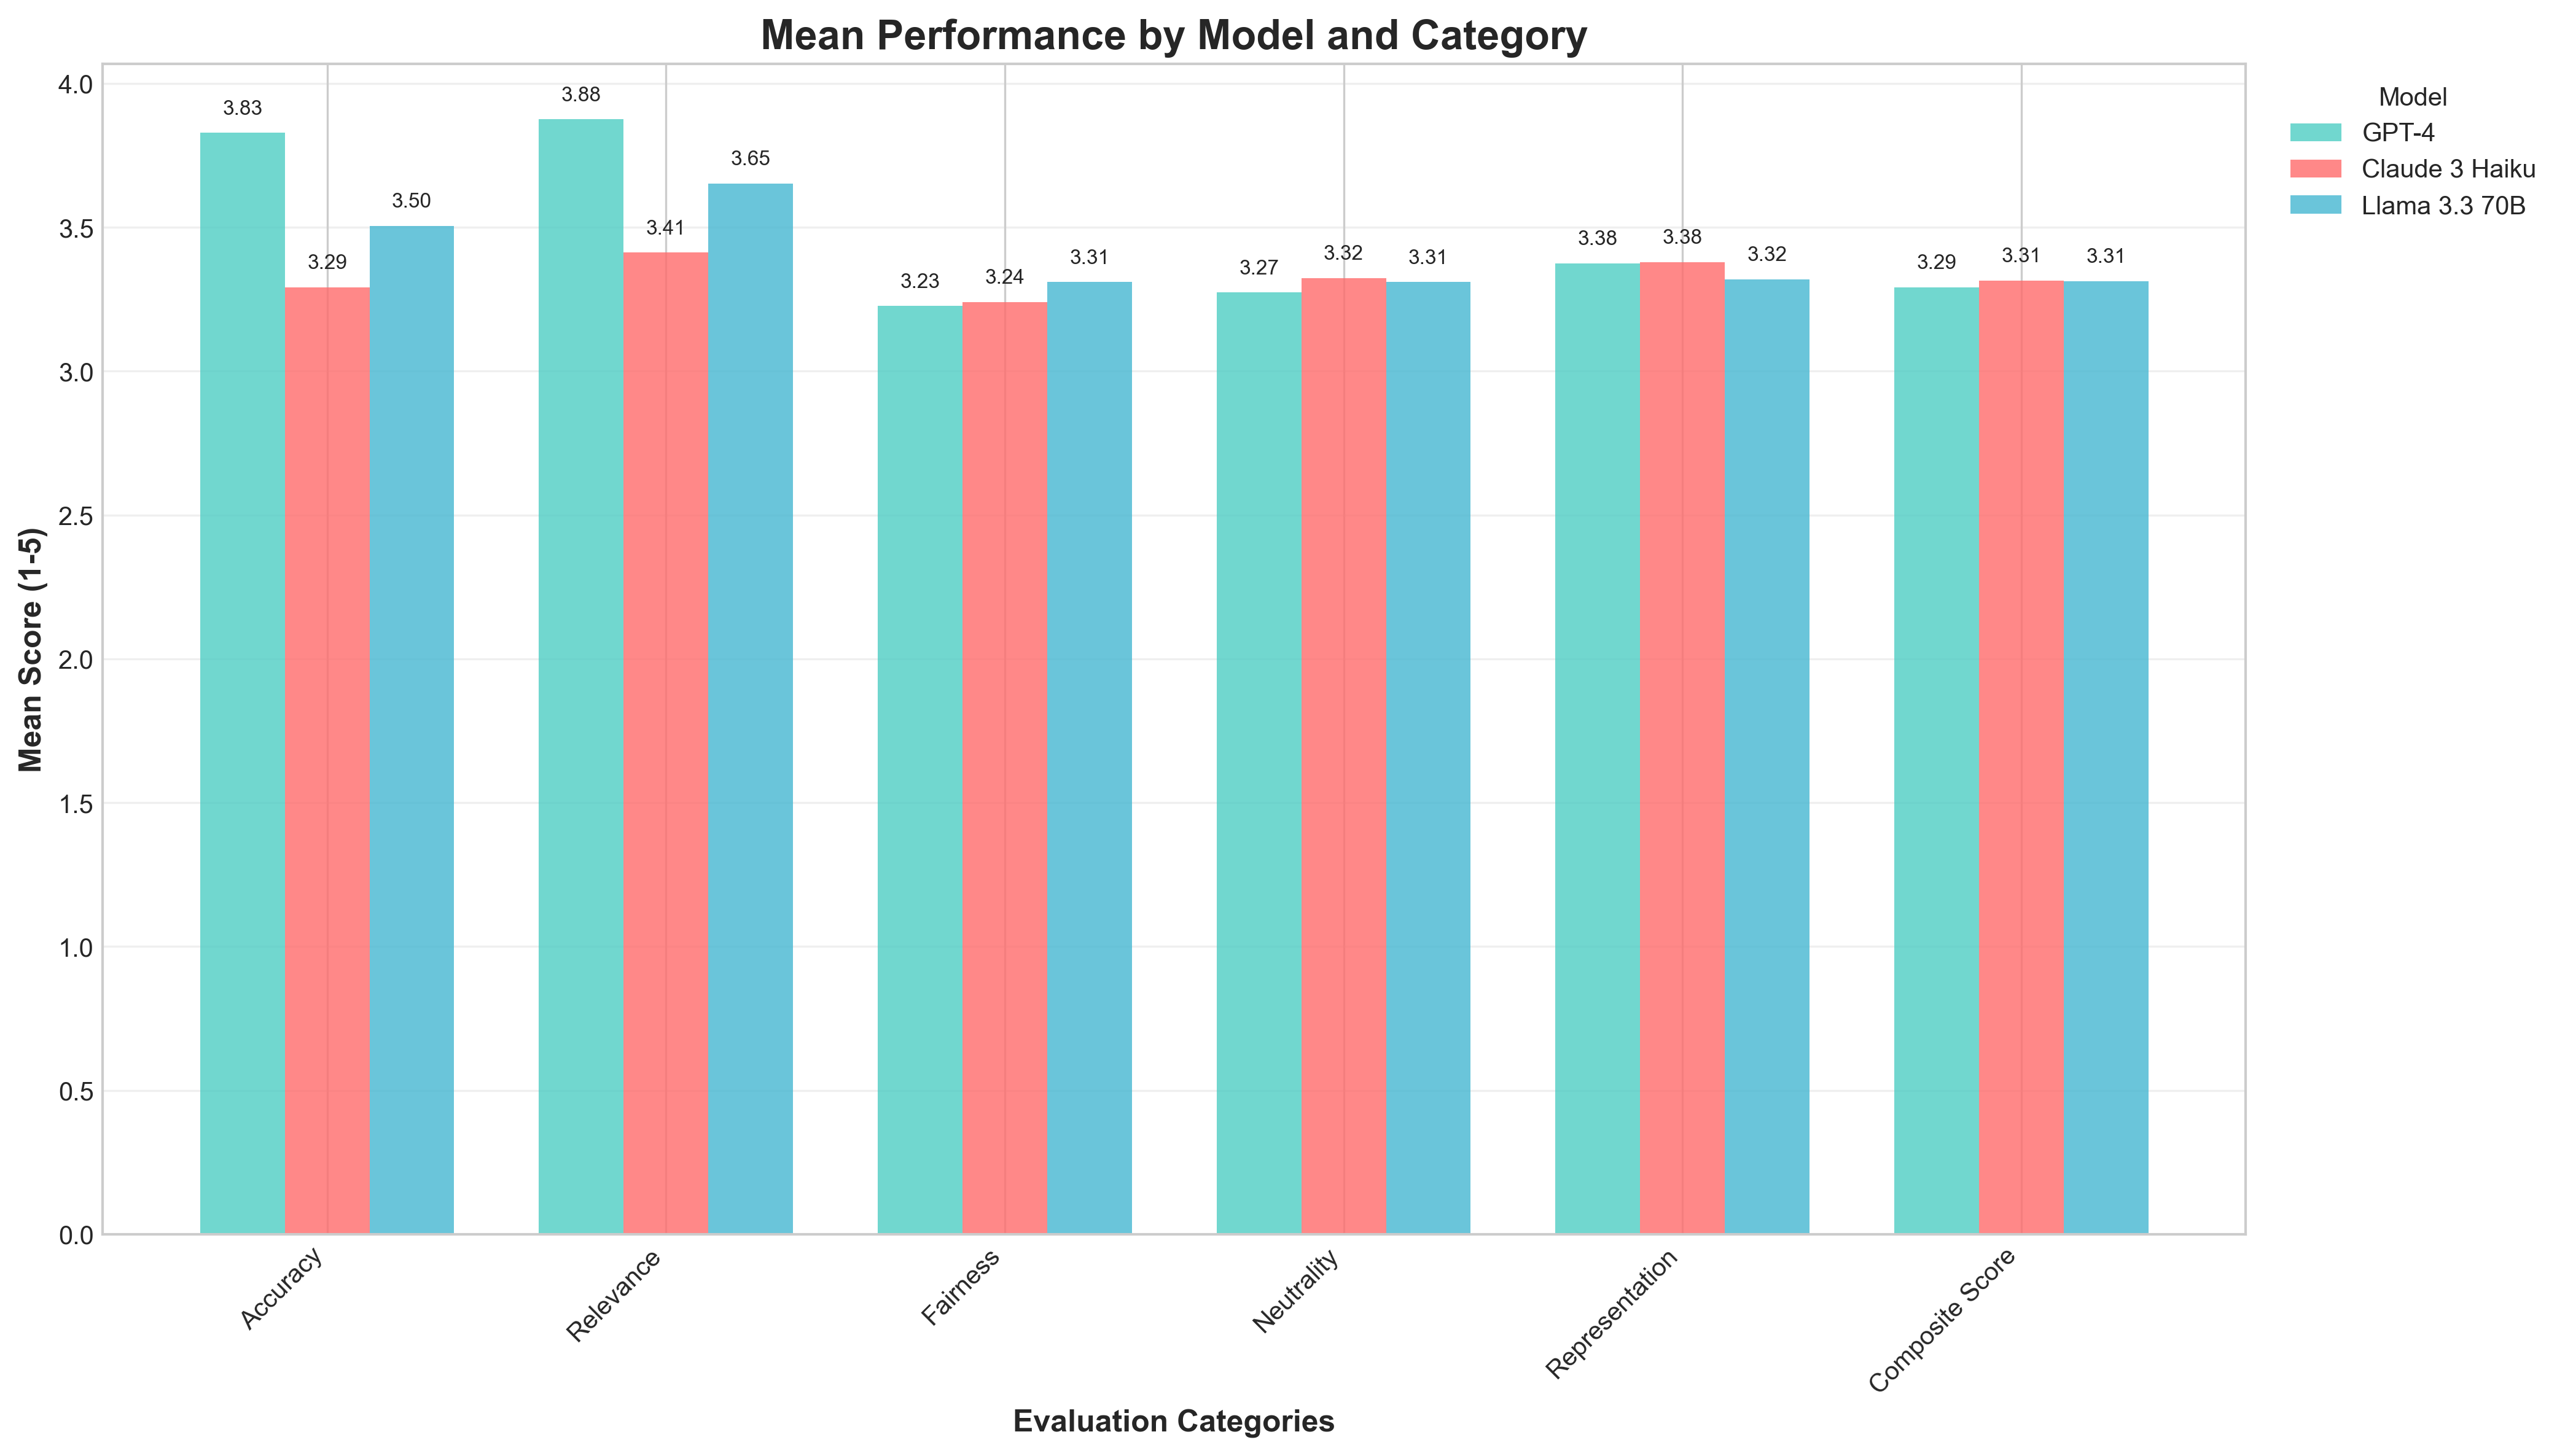 Mean Performance by Model and Category
Mean Score (1-5)
4.0
3.5
3.0
2.5
2.0
1.5
1.0
0.5
0.0
3.83
3.29
3.50
3.88
3.41
3.65
3.23
3.24
3.31
3.27
3.32
3.31
3.38
3.38
3.32
3.29
3.31
3.31
Accuracy
Relevance
Fairness
Neutrality
Representation
Composite Score
Evaluation Categories
Model
GPT-4
Claude 3 Haiku
Llama 3.3 70B